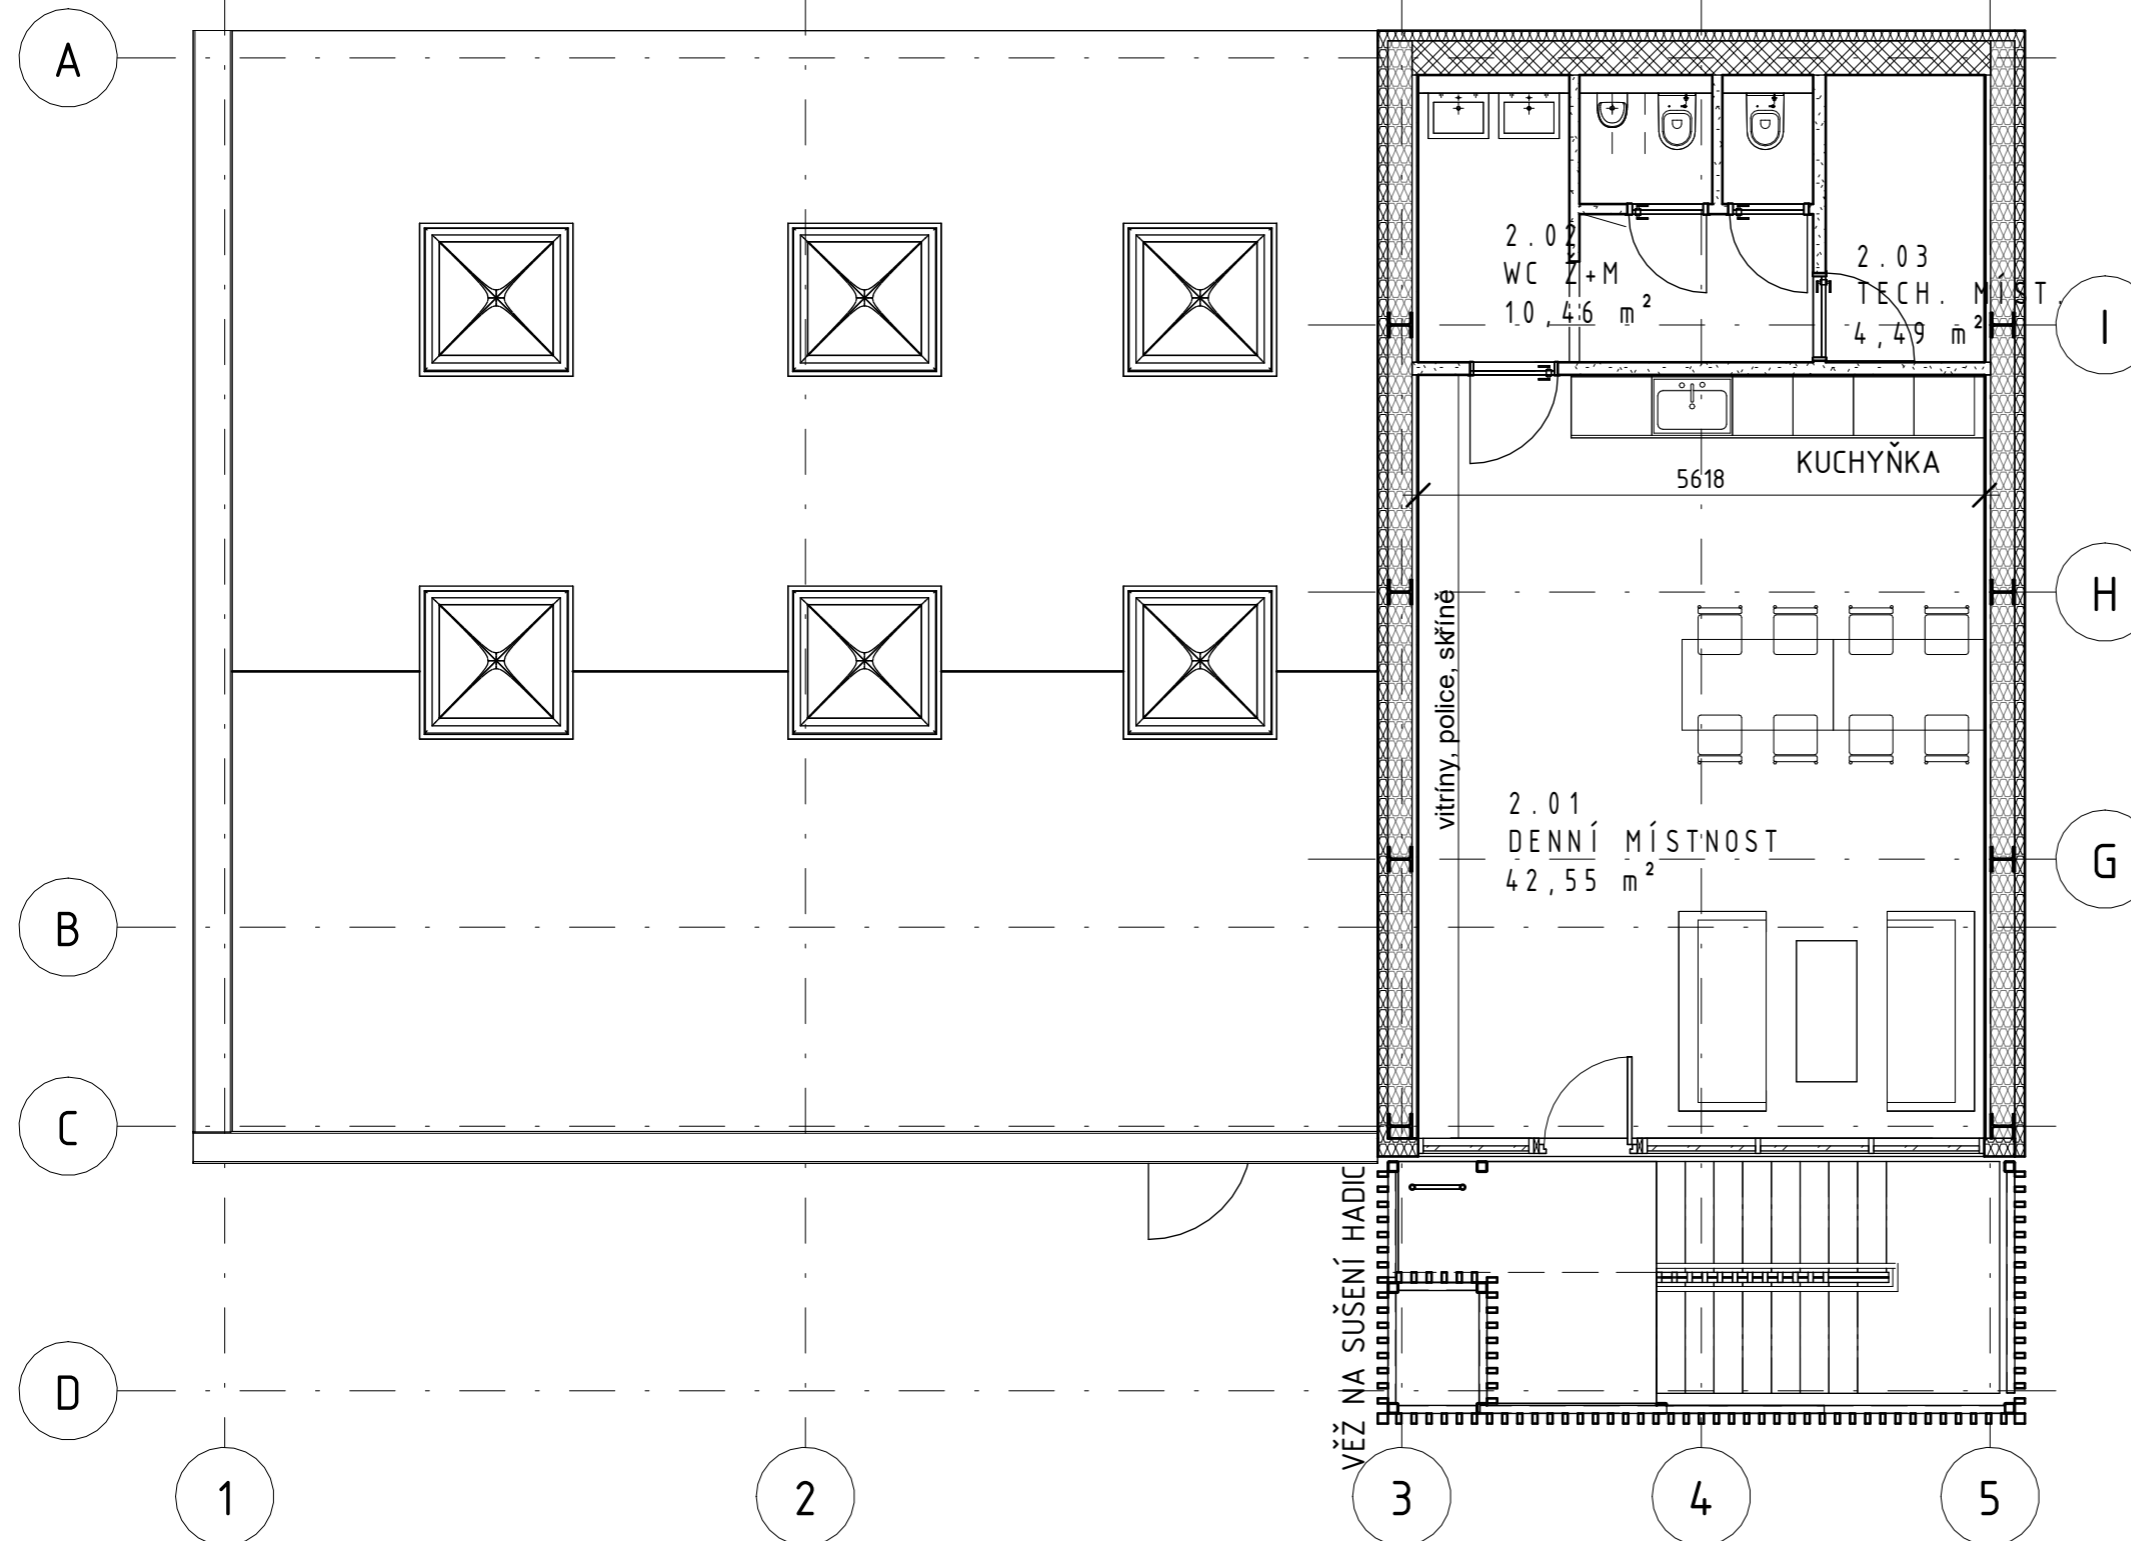 A
2.02
WC Ž+M
10,46 m²
2.03
TECH. MÍST.
4,49 m²
I
KUCHYŇKA
5618
H
vitríny, police, skříně
2.01
DENNÍ MÍSTNOST
42,55 m²
G
B
C
VĚŽ NA SUŠENÍ HADIC
D
1
2
3
4
5